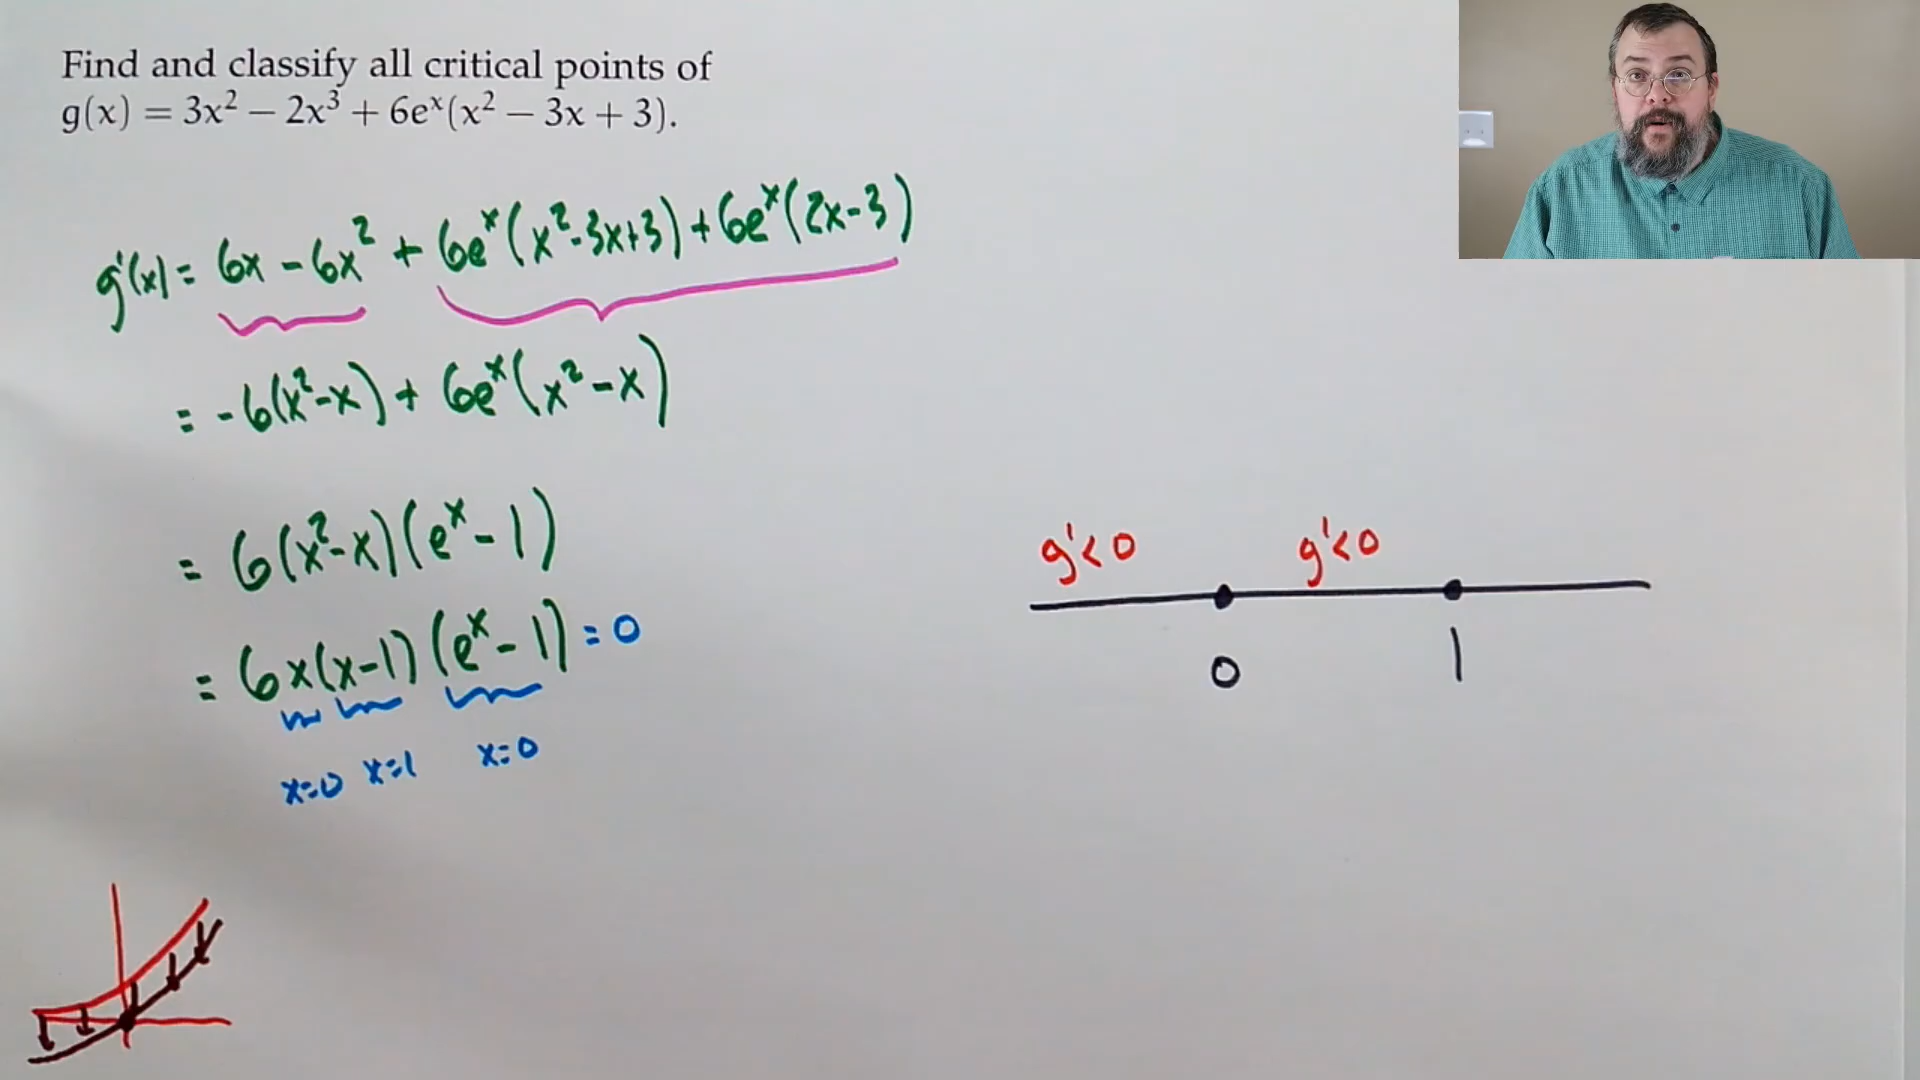 Find and classify all critical points of
g(x) = 3x² − 2x³ + 6eˣ(x² − 3x + 3).
g'(x) = 6x - 6x² + 6eˣ(x²-3x+3) + 6eˣ(2x-3)
= -6(x²-x) + 6eˣ(x²-x)
= 6(x²-x)(eˣ-1)
= 6x(x-1)(eˣ-1) = 0
x=0 x=1 x=0
g'<0 g'<0
0 1